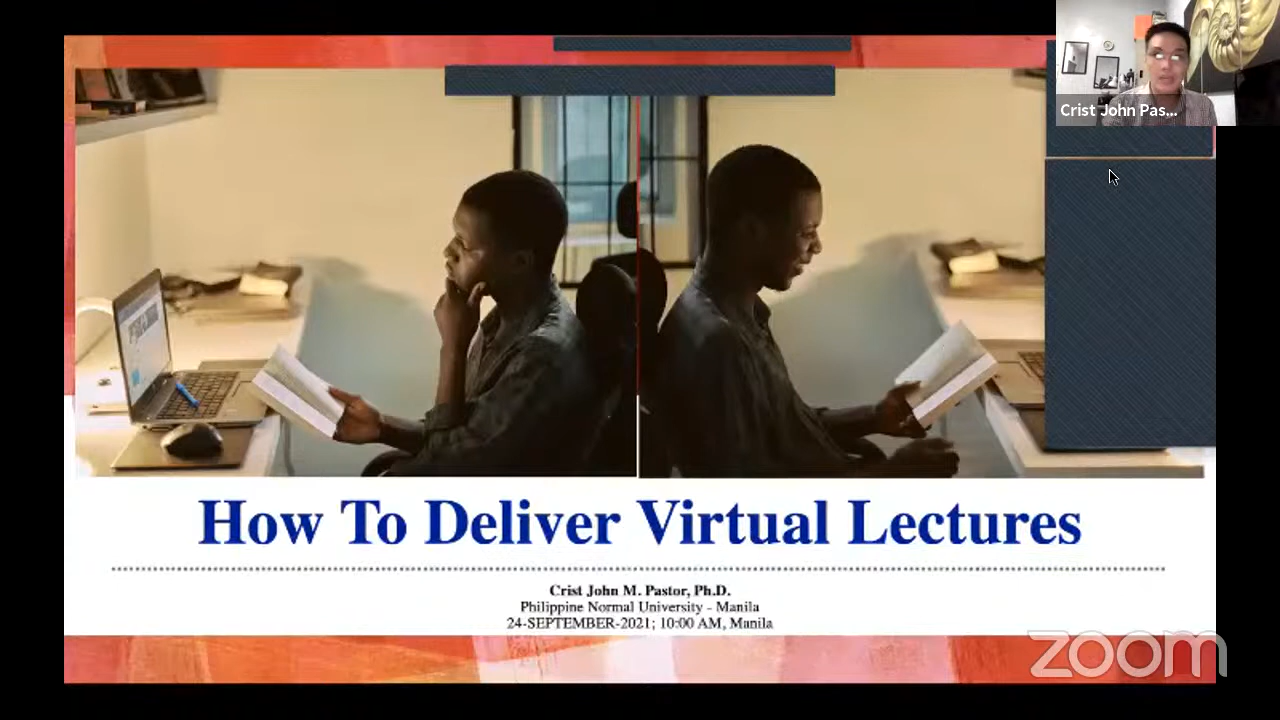 Crist John Pas...
How To Deliver Virtual Lectures
Crist John M. Pastor, Ph.D.
Philippine Normal University - Manila
24-SEPTEMBER-2021; 10:00 AM, Manila
zoom